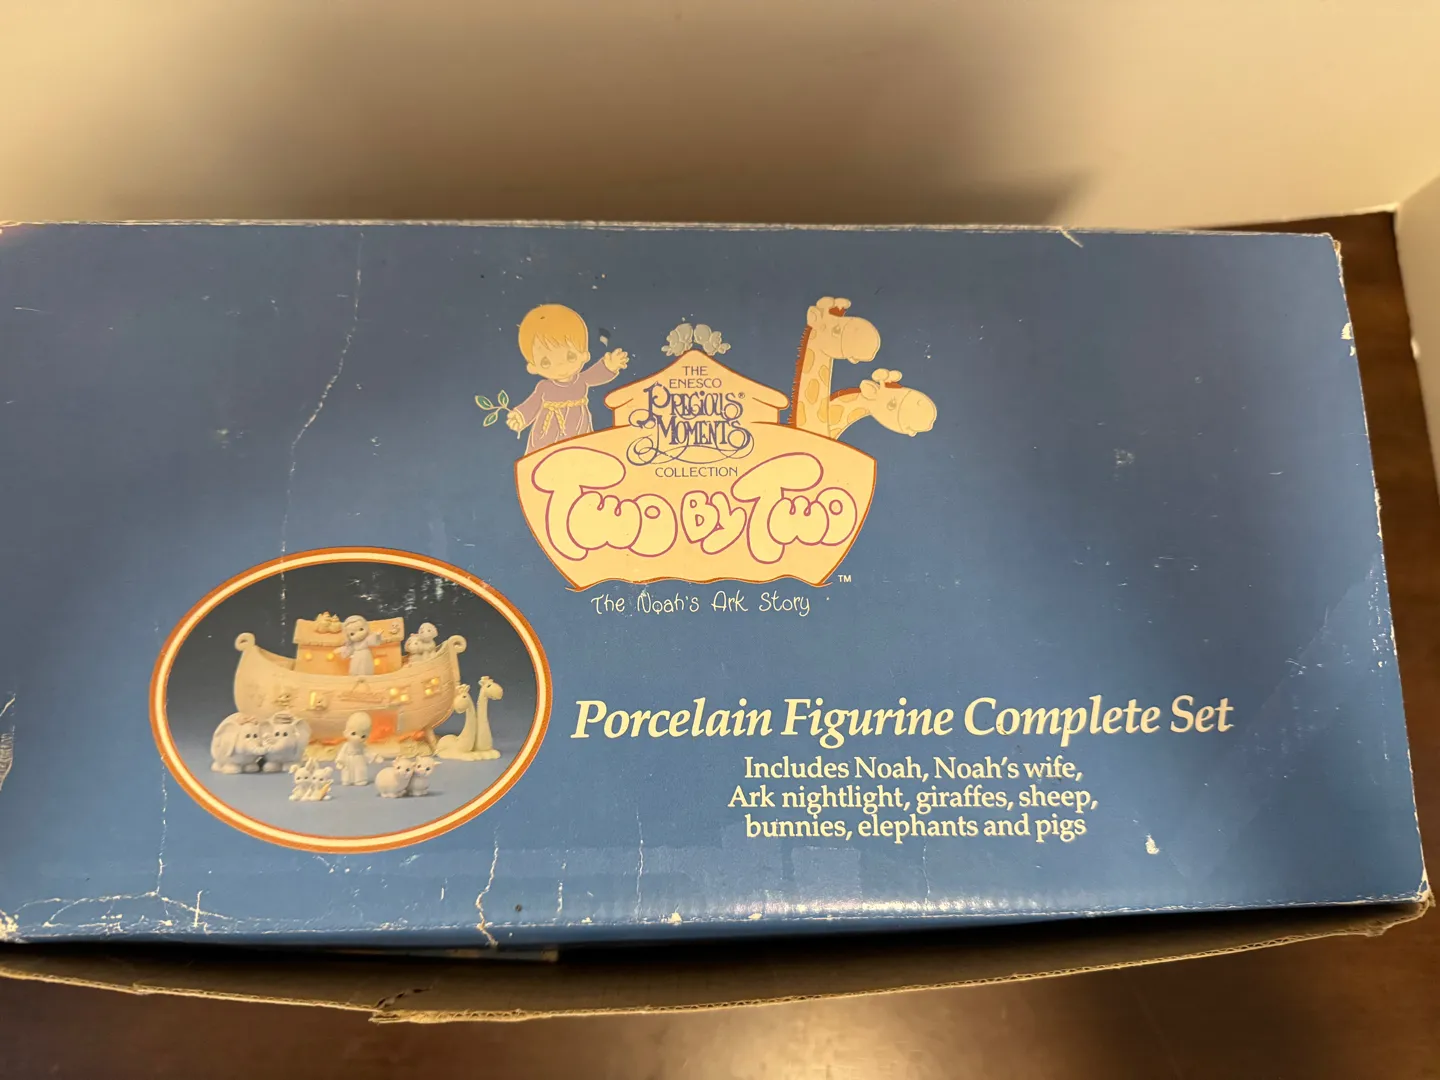 THE
ENESCO
PRECIOUS®
MOMENTS
COLLECTION
TWO BY TWO
TM
The Noah's Ark Story
Porcelain Figurine Complete Set
Includes Noah, Noah's wife,
Ark nightlight, giraffes, sheep,
bunnies, elephants and pigs